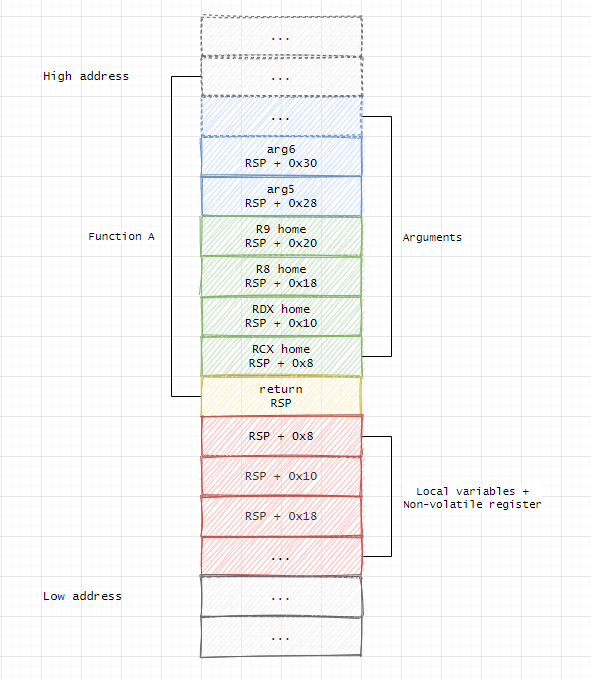 ...
High address
...
...
arg6
RSP + 0x30
arg5
RSP + 0x28
Function A
R9 home
RSP + 0x20
Arguments
R8 home
RSP + 0x18
RDX home
RSP + 0x10
RCX home
RSP + 0x8
return
RSP
RSP + 0x8
RSP + 0x10
RSP + 0x18
Local variables +
Non-volatile register
...
Low address
...
...